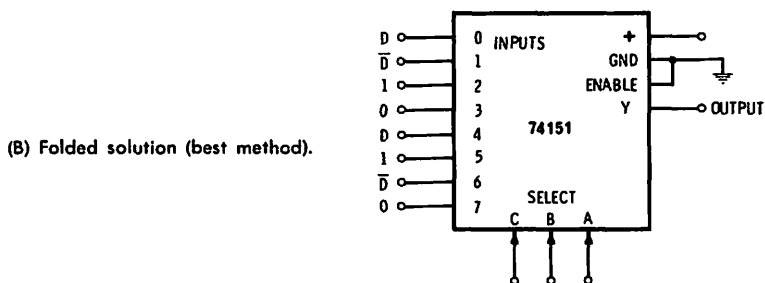 (B) Folded solution (best method).
D 0 INPUTS +
D̅ 1 GND
1 2 ENABLE
0 3 Y OUTPUT
D 4 74151
1 5
D̅ 6 SELECT
0 7 C B A